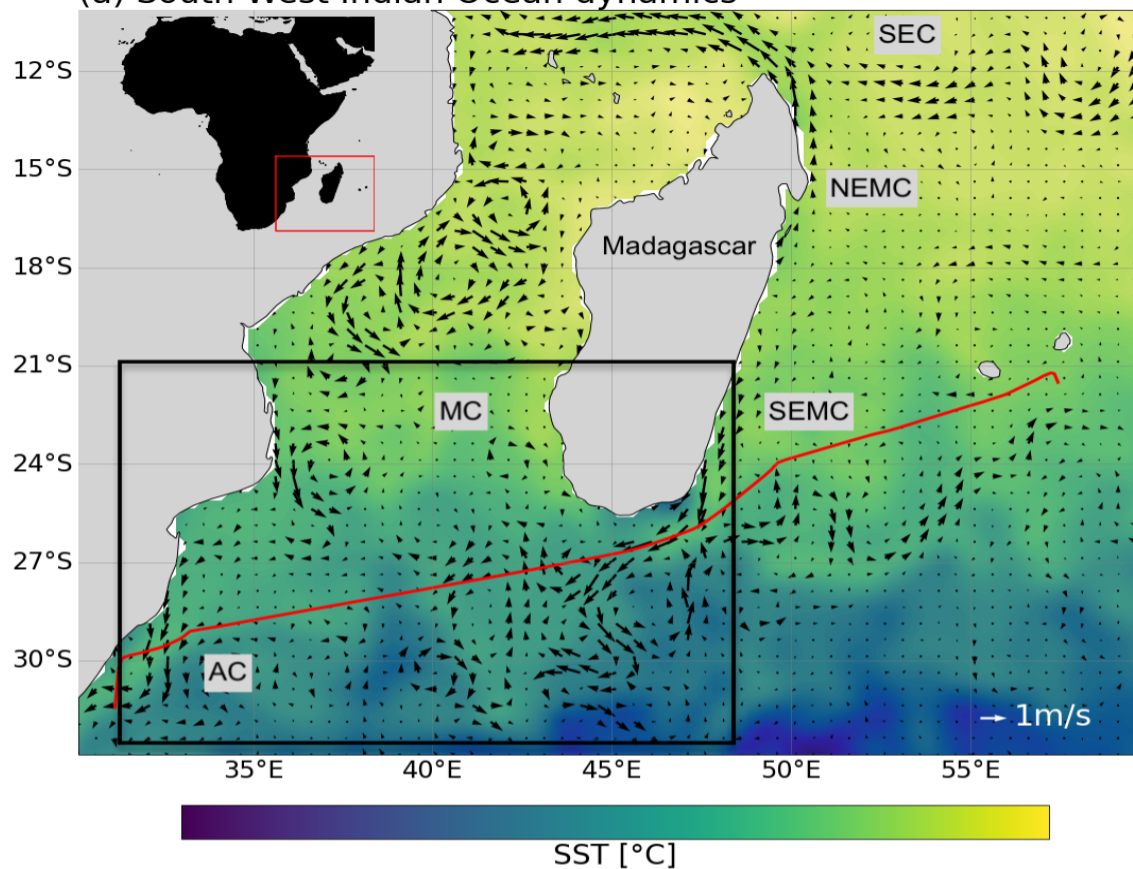 (a) South West Indian Ocean dynamics
12°S
15°S
18°S
21°S
24°S
27°S
30°S
SEC
NEMC
Madagascar
MC
SEMC
AC
1m/s
35°E
40°E
45°E
50°E
55°E
SST [°C]